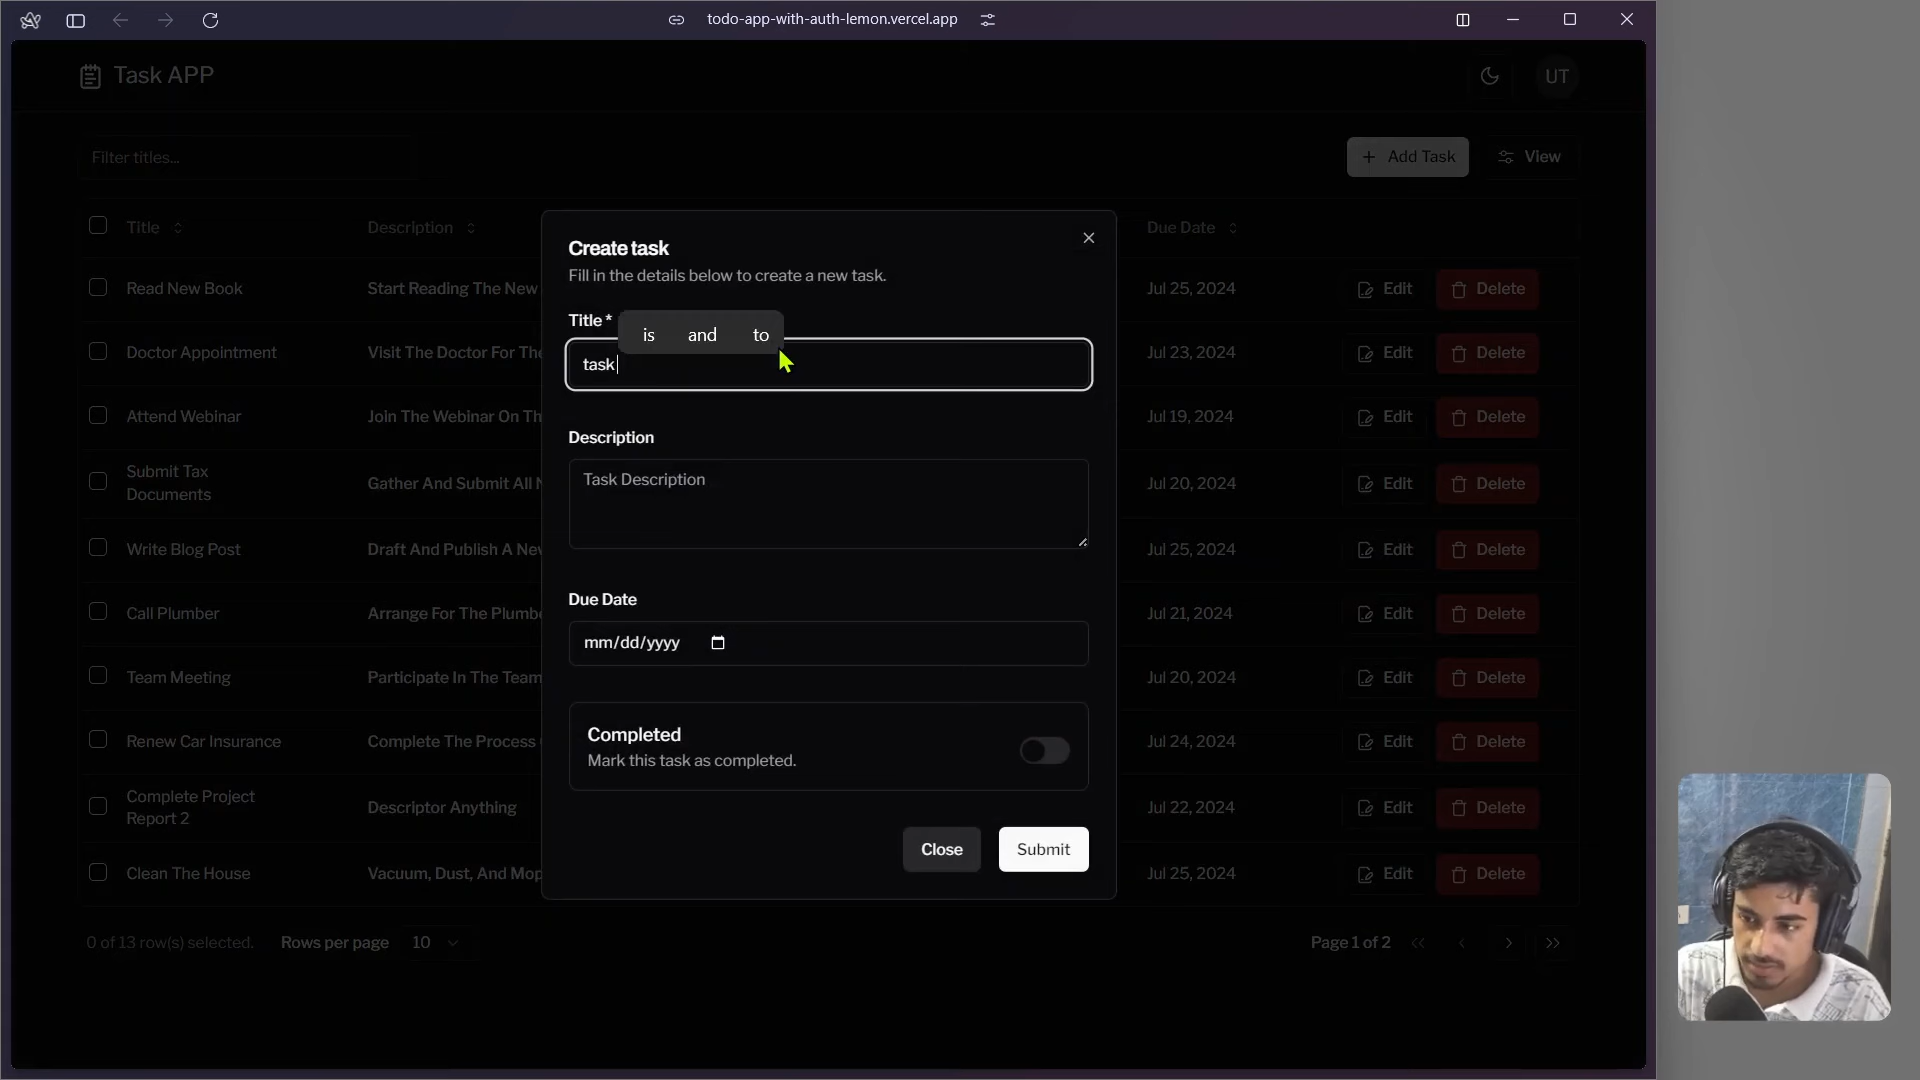 todo-app-with-auth-lemon.vercel.app
Task APP
UT
Filter titles...
+ Add Task
View
Title
Description
Due Date
Read New Book
Start Reading The New
Jul 25, 2024
Edit
Delete
Doctor Appointment
Visit The Doctor For The
Jul 23, 2024
Edit
Delete
Attend Webinar
Join The Webinar On Th
Jul 19, 2024
Edit
Delete
Submit Tax
Documents
Gather And Submit All N
Jul 20, 2024
Edit
Delete
Write Blog Post
Draft And Publish A Nev
Jul 25, 2024
Edit
Delete
Call Plumber
Arrange For The Plumbe
Jul 21, 2024
Edit
Delete
Team Meeting
Participate In The Team
Jul 20, 2024
Edit
Delete
Renew Car Insurance
Complete The Process
Jul 24, 2024
Edit
Delete
Complete Project
Report 2
Descriptor Anything
Jul 22, 2024
Edit
Delete
Clean The House
Vacuum, Dust, And Mop
Jul 25, 2024
Edit
Delete
0 of 13 row(s) selected.
Rows per page
10
Page 1 of 2
Create task
Fill in the details below to create a new task.
Title *
is and to
task
Description
Task Description
Due Date
mm/dd/yyyy
Completed
Mark this task as completed.
Close
Submit